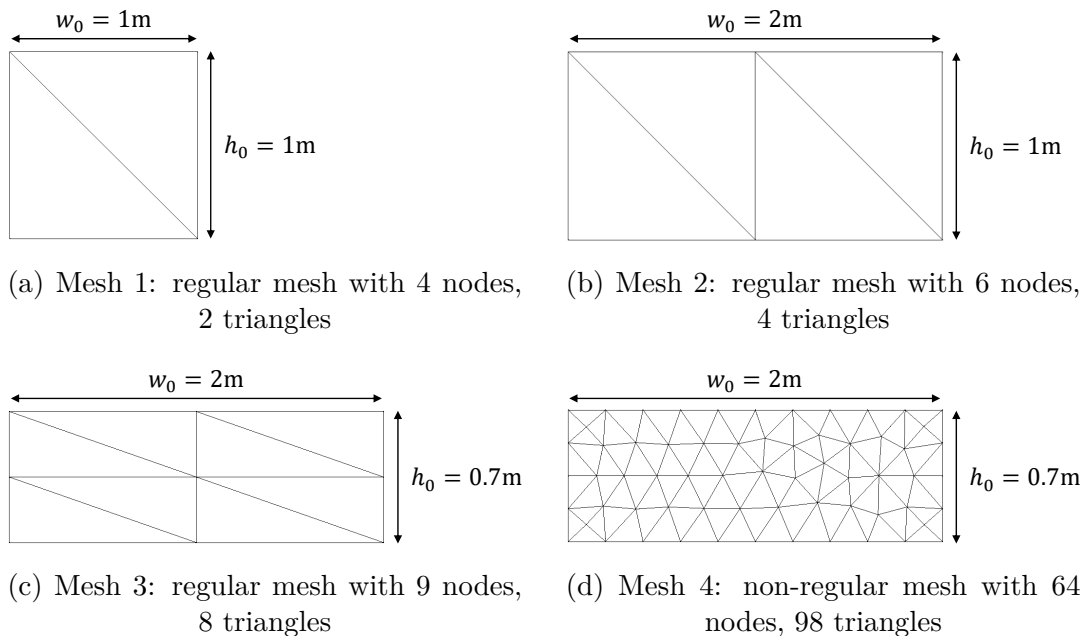 w₀ = 1m
h₀ = 1m
(a) Mesh 1: regular mesh with 4 nodes,
2 triangles
w₀ = 2m
h₀ = 1m
(b) Mesh 2: regular mesh with 6 nodes,
4 triangles
w₀ = 2m
h₀ = 0.7m
(c) Mesh 3: regular mesh with 9 nodes,
8 triangles
w₀ = 2m
h₀ = 0.7m
(d) Mesh 4: non-regular mesh with 64
nodes, 98 triangles